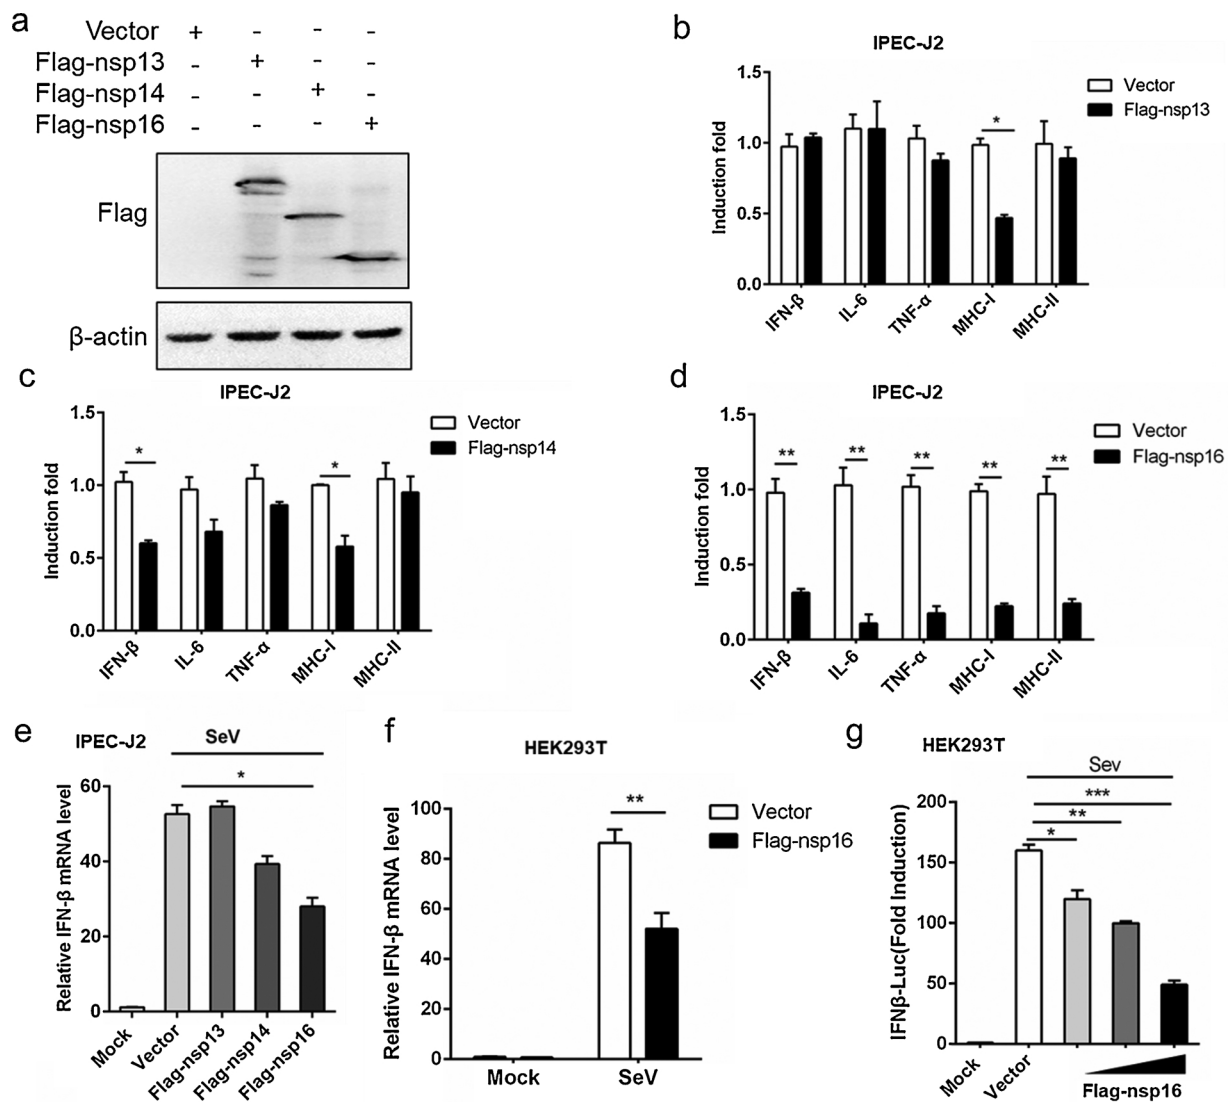 a
Vector + - - -
Flag-nsp13 - + - -
Flag-nsp14 - - + -
Flag-nsp16 - - - +
Flag
β-actin
b
IPEC-J2
Induction fold
1.5
1.0
0.5
0.0
IFN-β IL-6 TNF-α MHC-I MHC-II
*
Vector
Flag-nsp13
c
IPEC-J2
Induction fold
1.5
1.0
0.5
0.0
IFN-β IL-6 TNF-α MHC-I MHC-II
* *
Vector
Flag-nsp14
d
IPEC-J2
Induction fold
1.5
1.0
0.5
0.0
IFN-β IL-6 TNF-α MHC-I MHC-II
** ** ** ** **
Vector
Flag-nsp16
e
IPEC-J2
SeV
*
Relative IFN-β mRNA level
60
40
20
0
Mock Vector Flag-nsp13 Flag-nsp14 Flag-nsp16
f
HEK293T
Relative IFN-β mRNA level
100
80
60
40
20
0
**
Mock SeV
Vector
Flag-nsp16
g
HEK293T
Sev
***
**
*
IFNβ-Luc(Fold Induction)
200
150
100
50
0
Mock Vector
Flag-nsp16